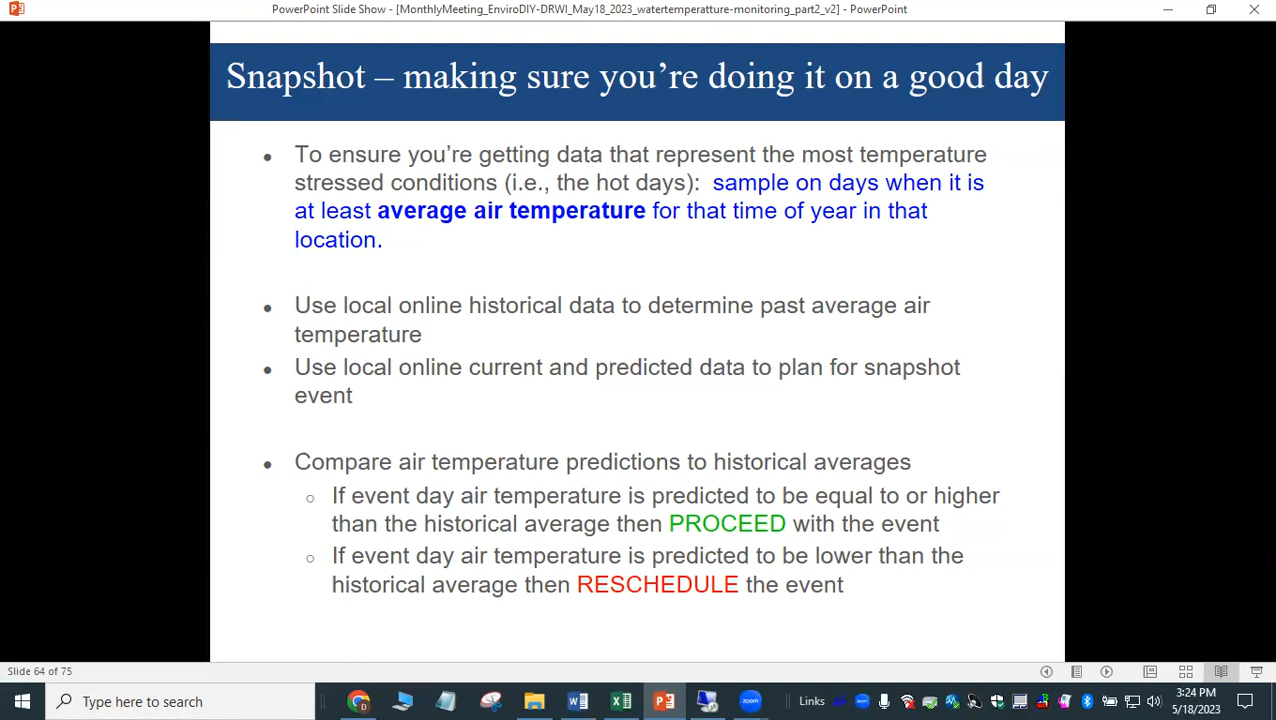 PowerPoint Slide Show - [MonthlyMeeting_EnviroDIY-DRWI_May18_2023_watertemperatture-monitoring_part2_v2] - PowerPoint
Snapshot – making sure you're doing it on a good day
• To ensure you're getting data that represent the most temperature
stressed conditions (i.e., the hot days): sample on days when it is
at least average air temperature for that time of year in that
location.
• Use local online historical data to determine past average air
temperature
• Use local online current and predicted data to plan for snapshot
event
• Compare air temperature predictions to historical averages
○ If event day air temperature is predicted to be equal to or higher
than the historical average then PROCEED with the event
○ If event day air temperature is predicted to be lower than the
historical average then RESCHEDULE the event
Slide 64 of 75
Type here to search
zoom
Links
zoom
3:24 PM
5/18/2023